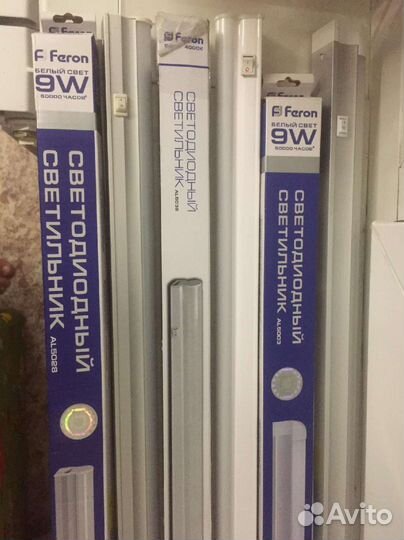 Feron
БЕЛЫЙ СВЕТ
9W
50000 ЧАСОВ*
СВЕТОДИОДНЫЙ
СВЕТИЛЬНИК
AL5028
Feron
4000K
СВЕТОДИОДНЫЙ
СВЕТИЛЬНИК
AL5038
Feron
БЕЛЫЙ СВЕТ
9W
50000 ЧАСОВ*
СВЕТОДИОДНЫЙ
СВЕТИЛЬНИК
AL5003
Avito